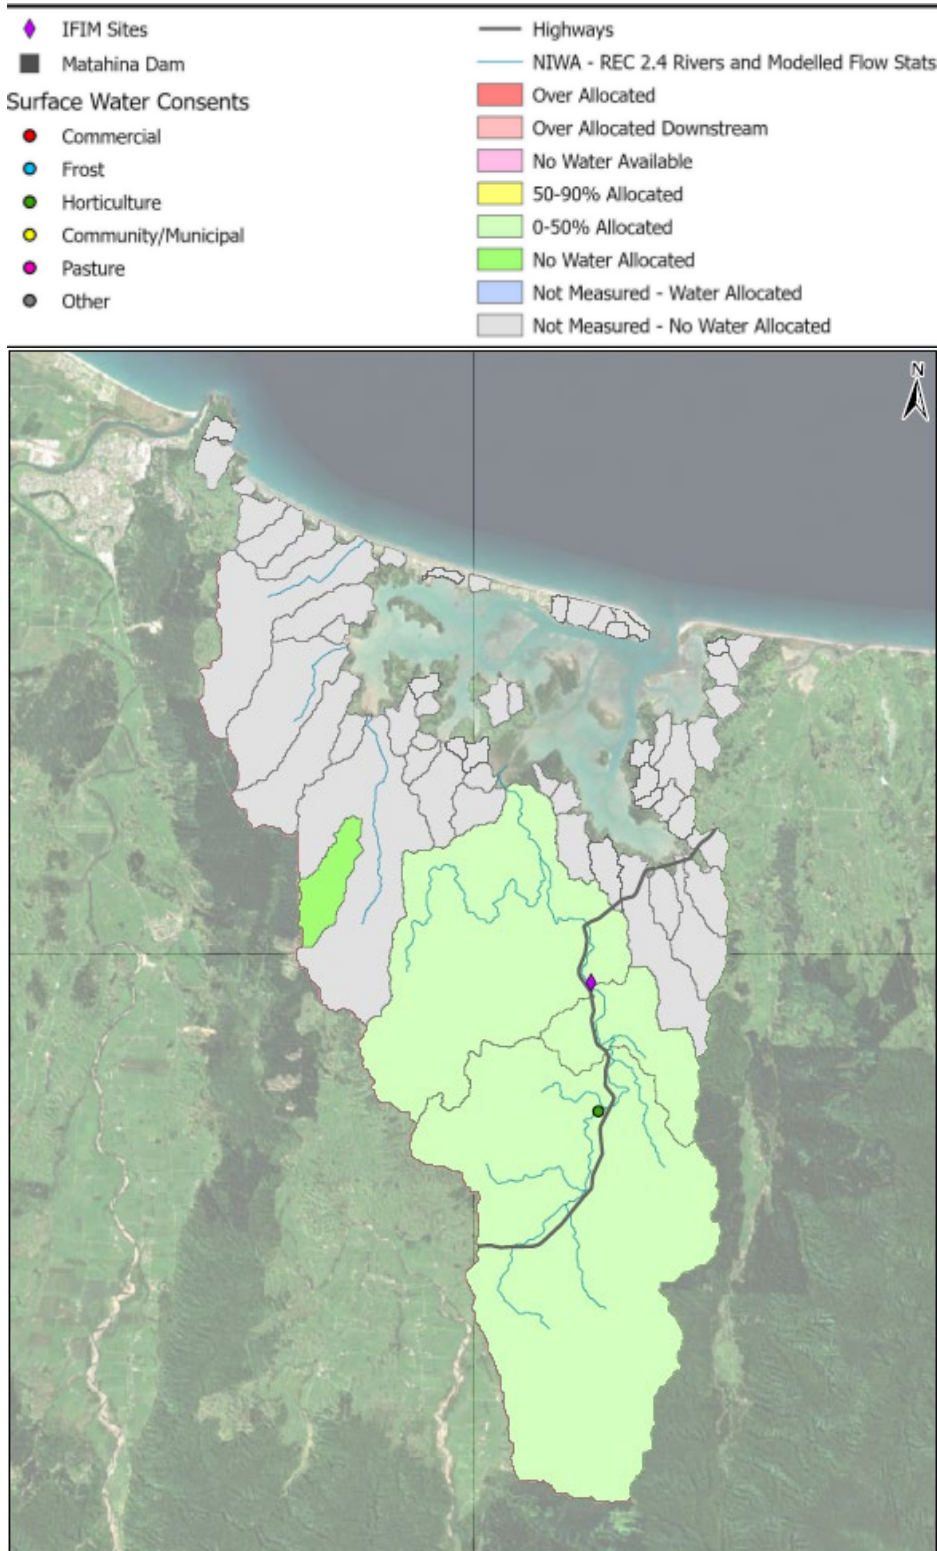 IFIM Sites
Matahina Dam
Surface Water Consents
Commercial
Frost
Horticulture
Community/Municipal
Pasture
Other
Highways
NIWA - REC 2.4 Rivers and Modelled Flow Stats
Over Allocated
Over Allocated Downstream
No Water Available
50-90% Allocated
0-50% Allocated
No Water Allocated
Not Measured - Water Allocated
Not Measured - No Water Allocated
N